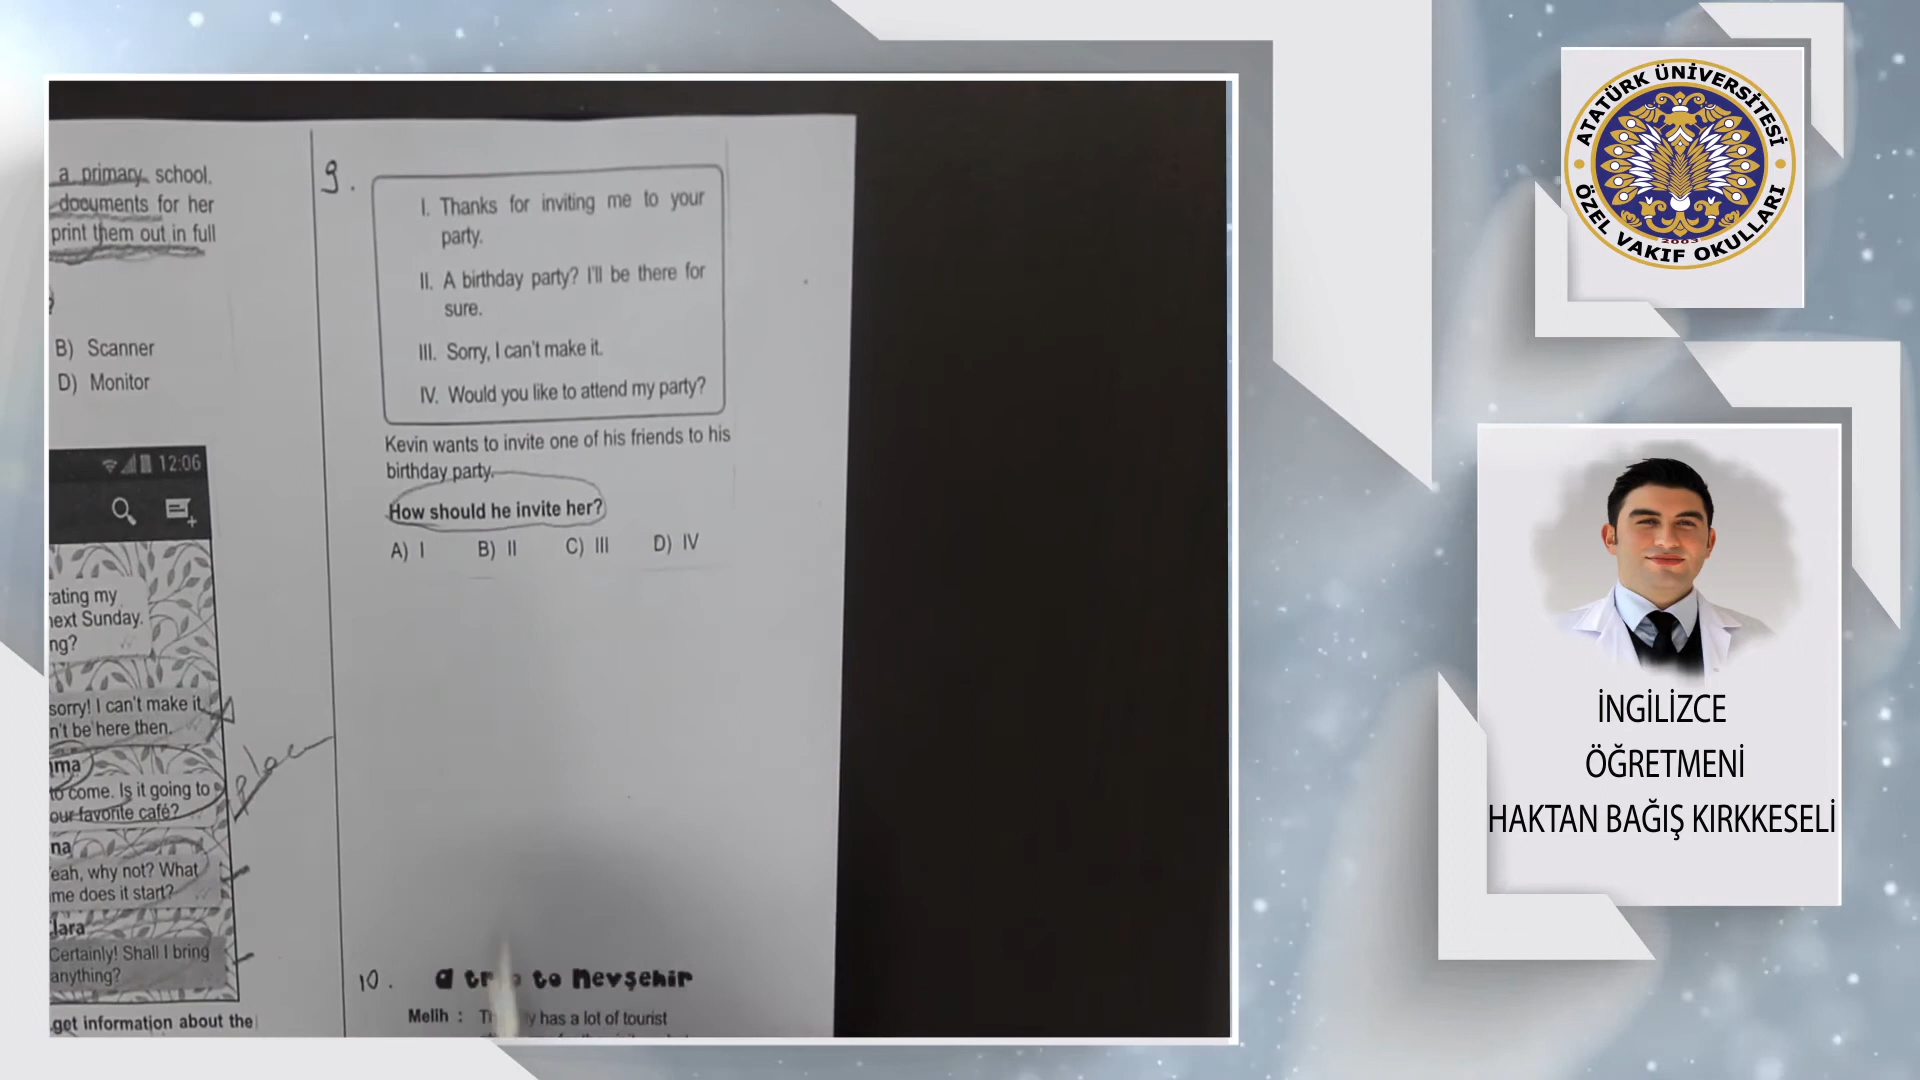 a primary school.
documents for her
print them out in full
B) Scanner
D) Monitor
12:06
ating my
next Sunday.
ng?
sorry! I can't make it,
n't be here then.
ma
to come. Is it going to
our favorite café?
na
eah, why not? What
me does it start?
lara
Certainly! Shall I bring
anything?
get information about the
place
9.
I. Thanks for inviting me to your
party.
II. A birthday party? I'll be there for
sure.
III. Sorry, I can't make it.
IV. Would you like to attend my party?
Kevin wants to invite one of his friends to his
birthday party.
How should he invite her?
A) I B) II C) III D) IV
10. a tr to Nevşehir
Melih : has a lot of tourist
ATATÜRK ÜNİVERSİTESİ
ÖZEL VAKIF OKULLARI
2003
İNGİLİZCE
ÖĞRETMENİ
HAKTAN BAĞIŞ KIRKKESELİ